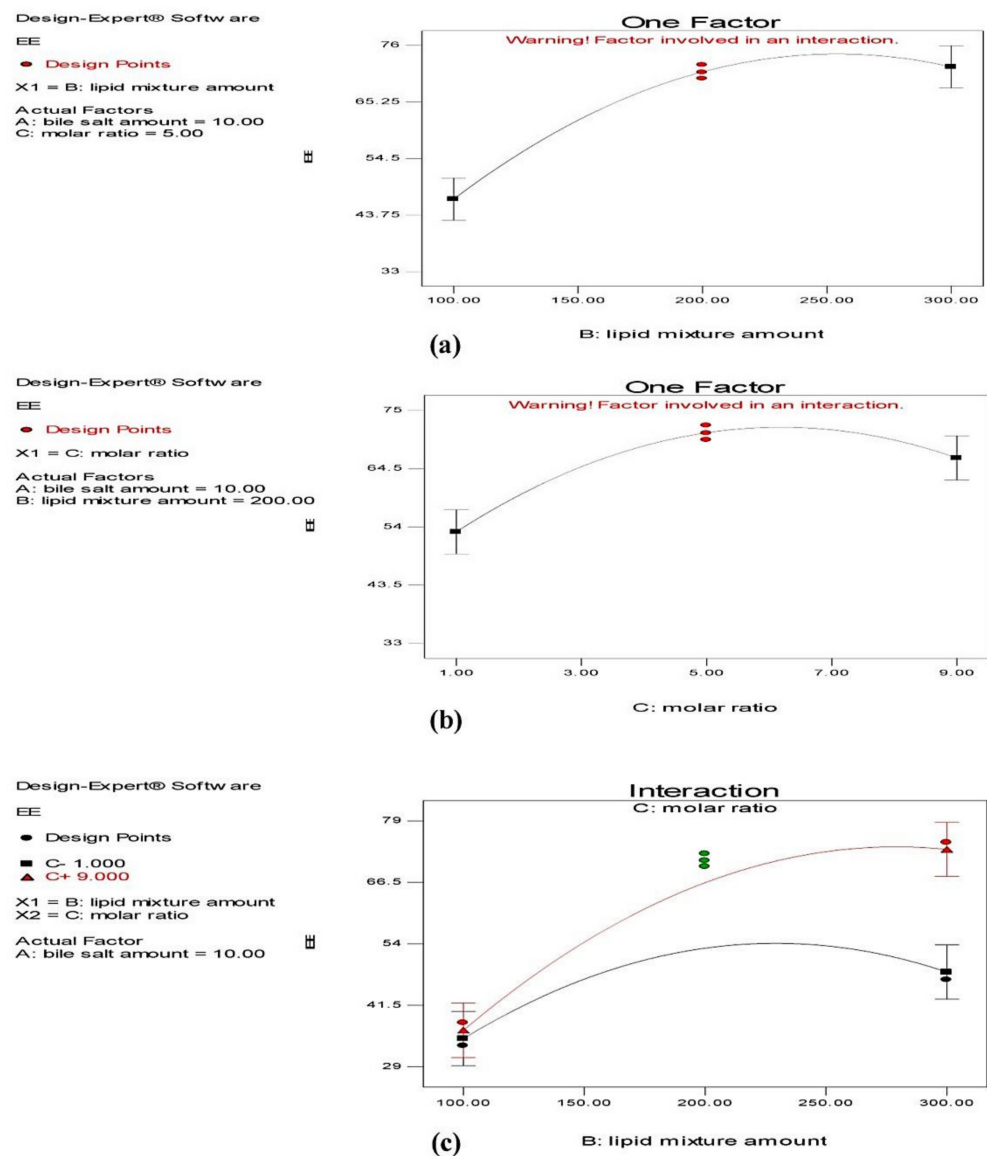 Design-Expert® Software
EE
Design Points
X1 = B: lipid mixture amount
Actual Factors
A: bile salt amount = 10.00
C: molar ratio = 5.00
One Factor
Warning! Factor involved in an interaction.
76
65.25
54.5
43.75
33
EE
100.00 150.00 200.00 250.00 300.00
B: lipid mixture amount
(a)
Design-Expert® Software
EE
Design Points
X1 = C: molar ratio
Actual Factors
A: bile salt amount = 10.00
B: lipid mixture amount = 200.00
One Factor
Warning! Factor involved in an interaction.
75
64.5
54
43.5
33
EE
1.00 3.00 5.00 7.00 9.00
C: molar ratio
(b)
Design-Expert® Software
EE
Design Points
C- 1.000
C+ 9.000
X1 = B: lipid mixture amount
X2 = C: molar ratio
Actual Factor
A: bile salt amount = 10.00
Interaction
C: molar ratio
79
66.5
54
41.5
29
EE
100.00 150.00 200.00 250.00 300.00
B: lipid mixture amount
(c)